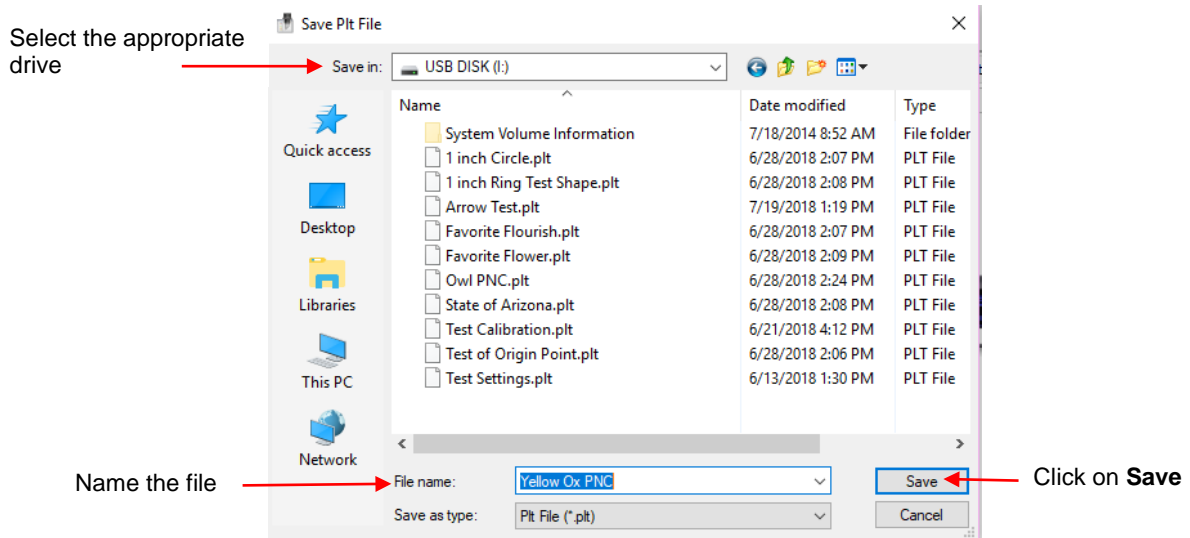 Save Plt File
Select the appropriate
drive
Save in: USB DISK (I:)
Name Date modified Type
System Volume Information 7/18/2014 8:52 AM File folder
1 inch Circle.plt 6/28/2018 2:07 PM PLT File
1 inch Ring Test Shape.plt 6/28/2018 2:08 PM PLT File
Arrow Test.plt 7/19/2018 1:19 PM PLT File
Favorite Flourish.plt 6/28/2018 2:07 PM PLT File
Favorite Flower.plt 6/28/2018 2:09 PM PLT File
Owl PNC.plt 6/28/2018 2:24 PM PLT File
State of Arizona.plt 6/28/2018 2:08 PM PLT File
Test Calibration.plt 6/21/2018 4:12 PM PLT File
Test of Origin Point.plt 6/28/2018 2:06 PM PLT File
Test Settings.plt 6/13/2018 1:30 PM PLT File
Quick access
Desktop
Libraries
This PC
Network
Name the file
File name: Yellow Ox PNC Save
Click on Save
Save as type: Plt File (*.plt) Cancel